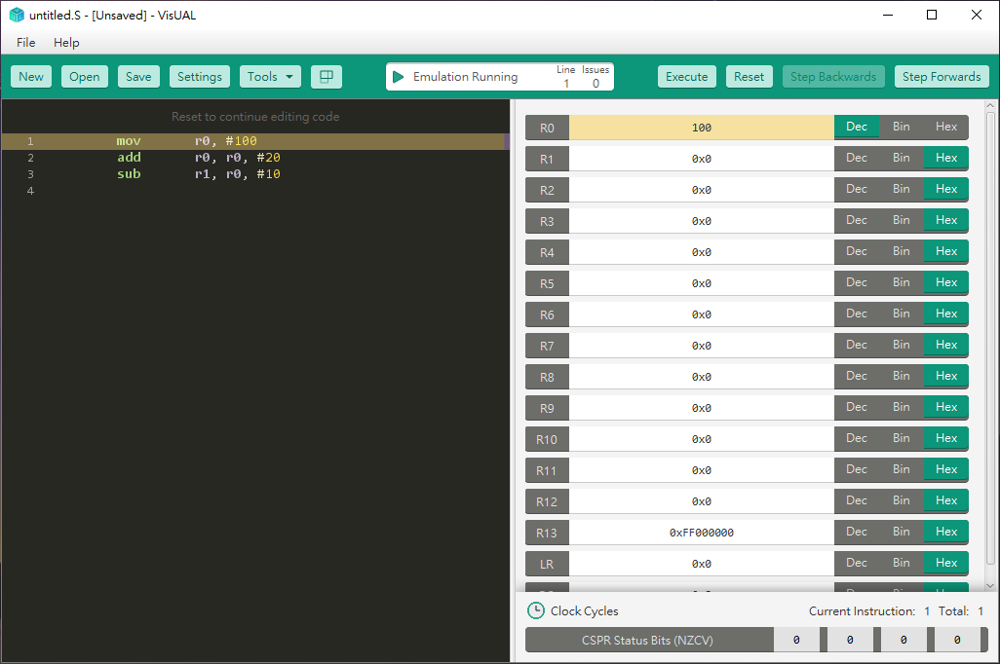 untitled.S - [Unsaved] - VisUAL
File Help
New Open Save Settings Tools Emulation Running Line 1 Issues 0 Execute Reset Step Backwards Step Forwards
Reset to continue editing code
1 mov r0, #100
2 add r0, r0, #20
3 sub r1, r0, #10
4
R0 100 Dec Bin Hex
R1 0x0 Dec Bin Hex
R2 0x0 Dec Bin Hex
R3 0x0 Dec Bin Hex
R4 0x0 Dec Bin Hex
R5 0x0 Dec Bin Hex
R6 0x0 Dec Bin Hex
R7 0x0 Dec Bin Hex
R8 0x0 Dec Bin Hex
R9 0x0 Dec Bin Hex
R10 0x0 Dec Bin Hex
R11 0x0 Dec Bin Hex
R12 0x0 Dec Bin Hex
R13 0xFF000000 Dec Bin Hex
LR 0x0 Dec Bin Hex
Clock Cycles Current Instruction: 1 Total: 1
CSPR Status Bits (NZCV) 0 0 0 0